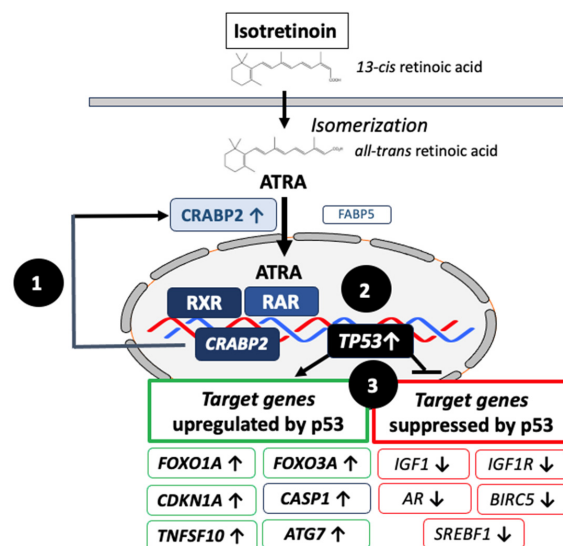 Isotretinoin
13-cis retinoic acid
COOH
Isomerization
all-trans retinoic acid
ATRA
CRABP2 ↑
FABP5
1
ATRA
2
RXR
RAR
CRABP2
TP53↑
3
Target genes
upregulated by p53
Target genes
suppressed by p53
FOXO1A ↑
FOXO3A ↑
IGF1 ↓
IGF1R ↓
CDKN1A ↑
CASP1 ↑
AR ↓
BIRC5 ↓
TNFSF10 ↑
ATG7 ↑
SREBF1 ↓